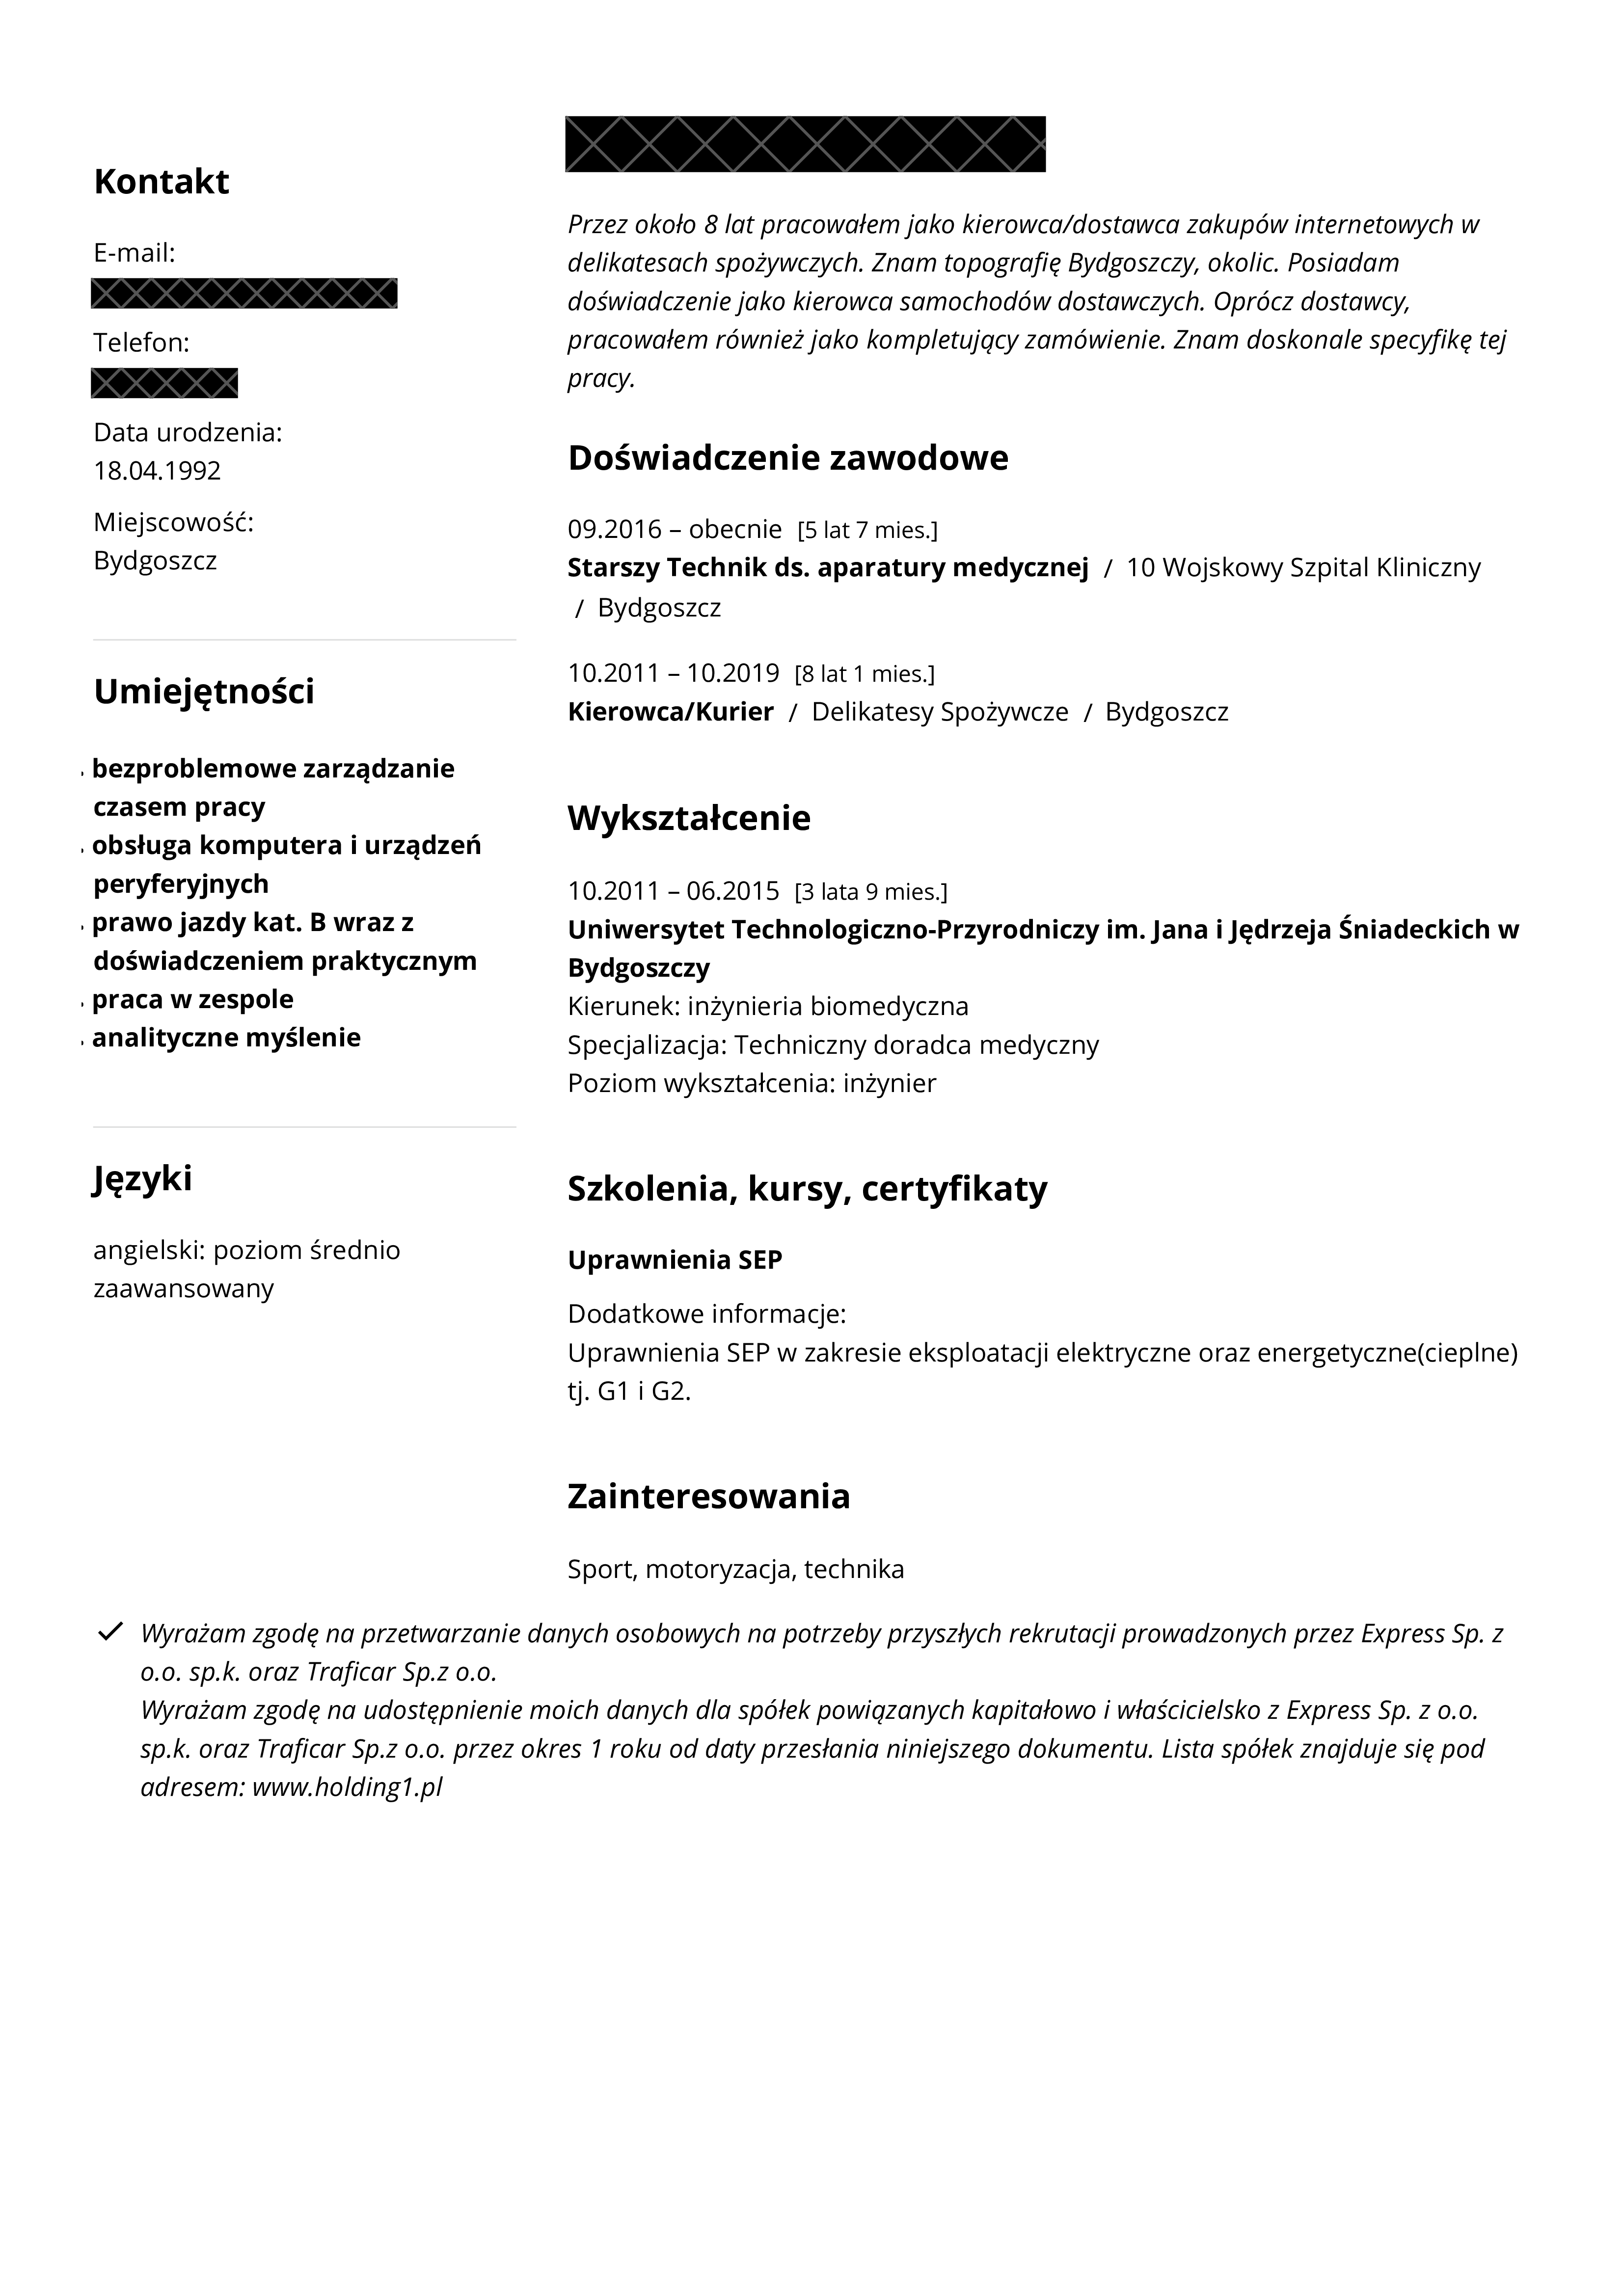 Kontakt
E-mail:
Telefon:
Data urodzenia:
18.04.1992
Miejscowość:
Bydgoszcz
Umiejętności
bezproblemowe zarządzanie
czasem pracy
obsługa komputera i urządzeń
peryferyjnych
prawo jazdy kat. B wraz z
doświadczeniem praktycznym
praca w zespole
analityczne myślenie
Języki
angielski: poziom średnio
zaawansowany
Przez około 8 lat pracowałem jako kierowca/dostawca zakupów internetowych w
delikatesach spożywczych. Znam topografię Bydgoszczy, okolic. Posiadam
doświadczenie jako kierowca samochodów dostawczych. Oprócz dostawcy,
pracowałem również jako kompletujący zamówienie. Znam doskonale specyfikę tej
pracy.
Doświadczenie zawodowe
09.2016 – obecnie [5 lat 7 mies.]
Starszy Technik ds. aparatury medycznej / 10 Wojskowy Szpital Kliniczny
/ Bydgoszcz
10.2011 – 10.2019 [8 lat 1 mies.]
Kierowca/Kurier / Delikatesy Spożywcze / Bydgoszcz
Wykształcenie
10.2011 – 06.2015 [3 lata 9 mies.]
Uniwersytet Technologiczno-Przyrodniczy im. Jana i Jędrzeja Śniadeckich w
Bydgoszczy
Kierunek: inżynieria biomedyczna
Specjalizacja: Techniczny doradca medyczny
Poziom wykształcenia: inżynier
Szkolenia, kursy, certyfikaty
Uprawnienia SEP
Dodatkowe informacje:
Uprawnienia SEP w zakresie eksploatacji elektryczne oraz energetyczne(cieplne)
tj. G1 i G2.
Zainteresowania
Sport, motoryzacja, technika
Wyrażam zgodę na przetwarzanie danych osobowych na potrzeby przyszłych rekrutacji prowadzonych przez Express Sp. z
o.o. sp.k. oraz Traficar Sp.z o.o.
Wyrażam zgodę na udostępnienie moich danych dla spółek powiązanych kapitałowo i właścicielsko z Express Sp. z o.o.
sp.k. oraz Traficar Sp.z o.o. przez okres 1 roku od daty przesłania niniejszego dokumentu. Lista spółek znajduje się pod
adresem: www.holding1.pl